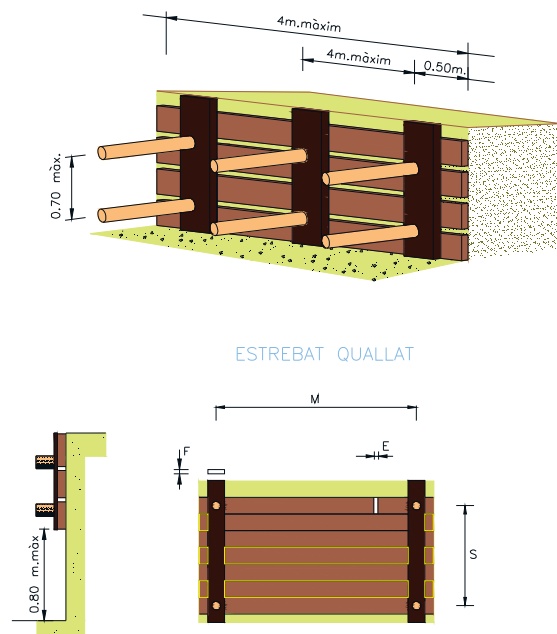 4m.màxim
4m.màxim
0.50m.
0.70 màx.
ESTREBAT QUALLAT
M
F
E
S
0.80 m.màx